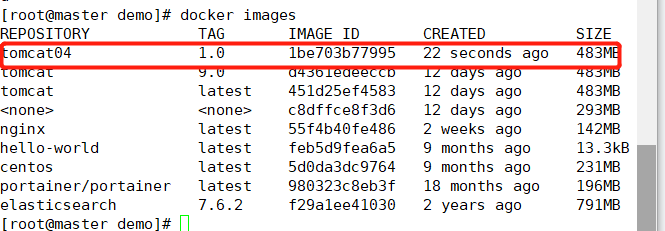 [root@master demo]# docker images
REPOSITORY TAG IMAGE ID CREATED SIZE
tomcat04 1.0 1be703b77995 22 seconds ago 483MB
tomcat 9.0 d4361edeeccb 12 days ago 483MB
tomcat latest 451d25ef4583 12 days ago 483MB
<none> <none> c8dffce8f3d6 12 days ago 293MB
nginx latest 55f4b40fe486 2 weeks ago 142MB
hello-world latest feb5d9fea6a5 9 months ago 13.3kB
centos latest 5d0da3dc9764 9 months ago 231MB
portainer/portainer latest 980323c8eb3f 18 months ago 196MB
elasticsearch 7.6.2 f29a1ee41030 2 years ago 791MB
[root@master demo]#